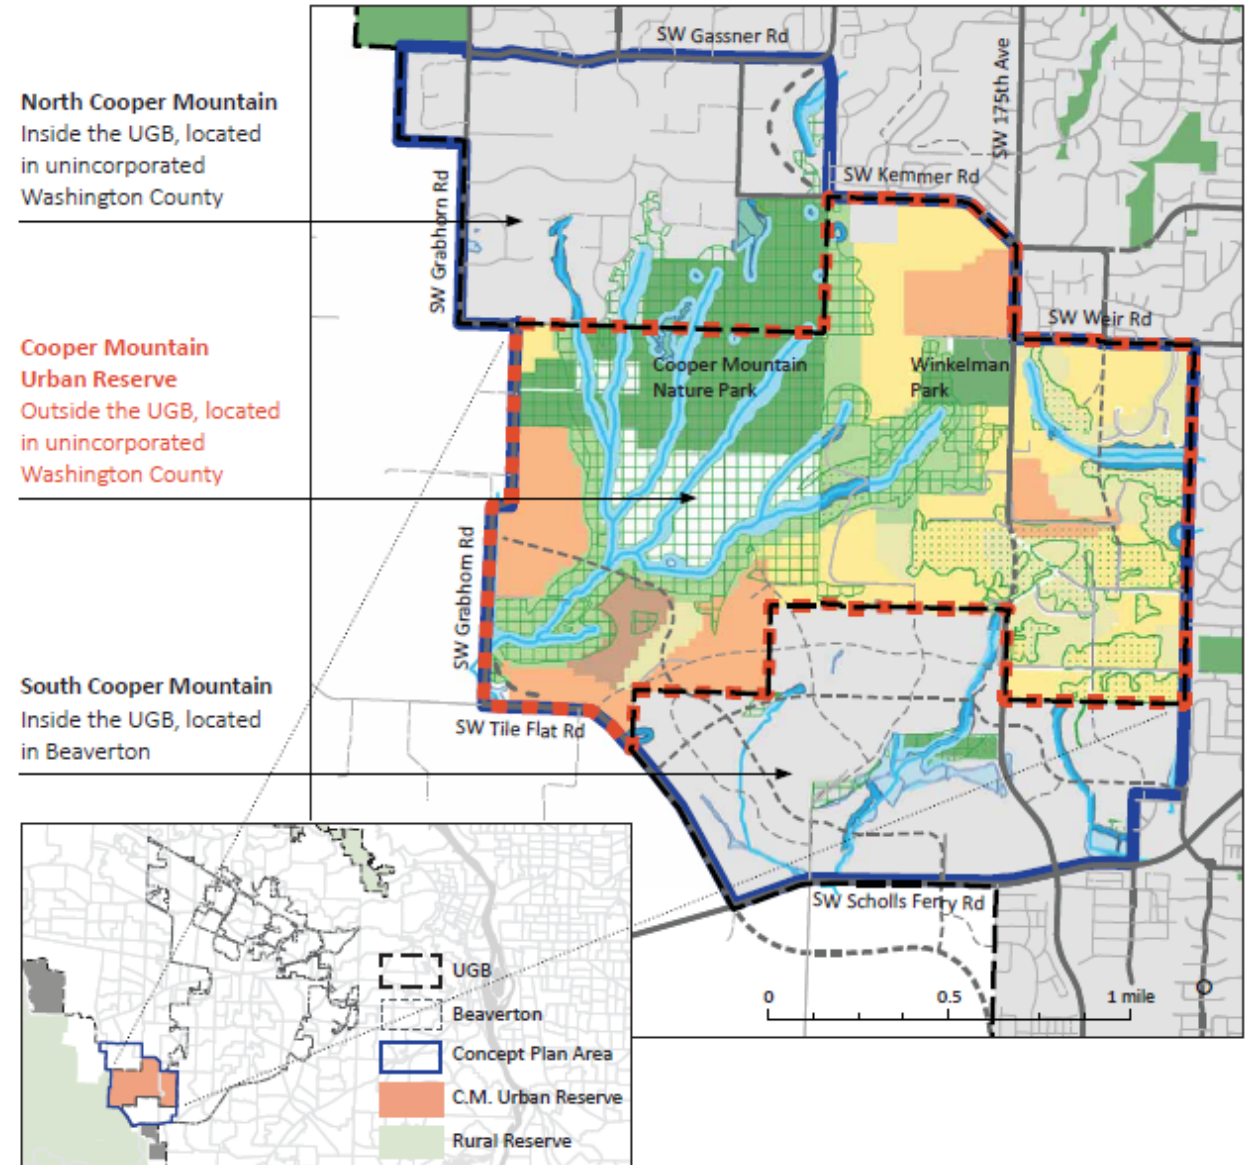 North Cooper Mountain
Inside the UGB, located
in unincorporated
Washington County
Cooper Mountain
Urban Reserve
Outside the UGB, located
in unincorporated
Washington County
South Cooper Mountain
Inside the UGB, located
in Beaverton
SW Gassner Rd
SW 175th Ave
SW Kemmer Rd
SW Grabhorn Rd
SW Weir Rd
Cooper Mountain
Nature Park
Winkelman
Park
SW Grabhorn Rd
SW Tile Flat Rd
SW Scholls Ferry Rd
0 0.5 1 mile
UGB
Beaverton
Concept Plan Area
C.M. Urban Reserve
Rural Reserve